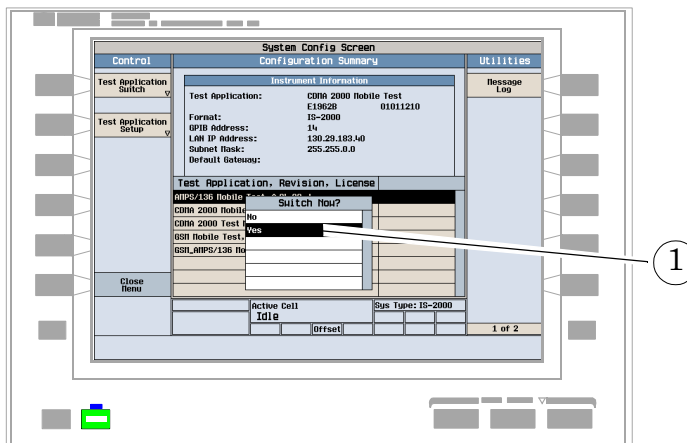 System Config Screen
Control
Configuration Summary
Utilities
Test Application
Switch
Test Application
Setup
Close
Menu
Instrument Information
Test Application: CDMA 2000 Mobile Test
E1962B 01011210
Format: IS-2000
GPIB Address: 14
LAN IP Address: 130.29.183.40
Subnet Mask: 255.255.0.0
Default Gateway:
Test Application, Revision, License
AMPS/136 Mobile
CDMA 2000 Mobile
CDMA 2000 Test
GSM Mobile Test.
GSM_AMPS/136 Mo
Switch Now?
No
Yes
Active Cell
Idle
Sys Type: IS-2000
Offset
Message
Log
1 of 2
1